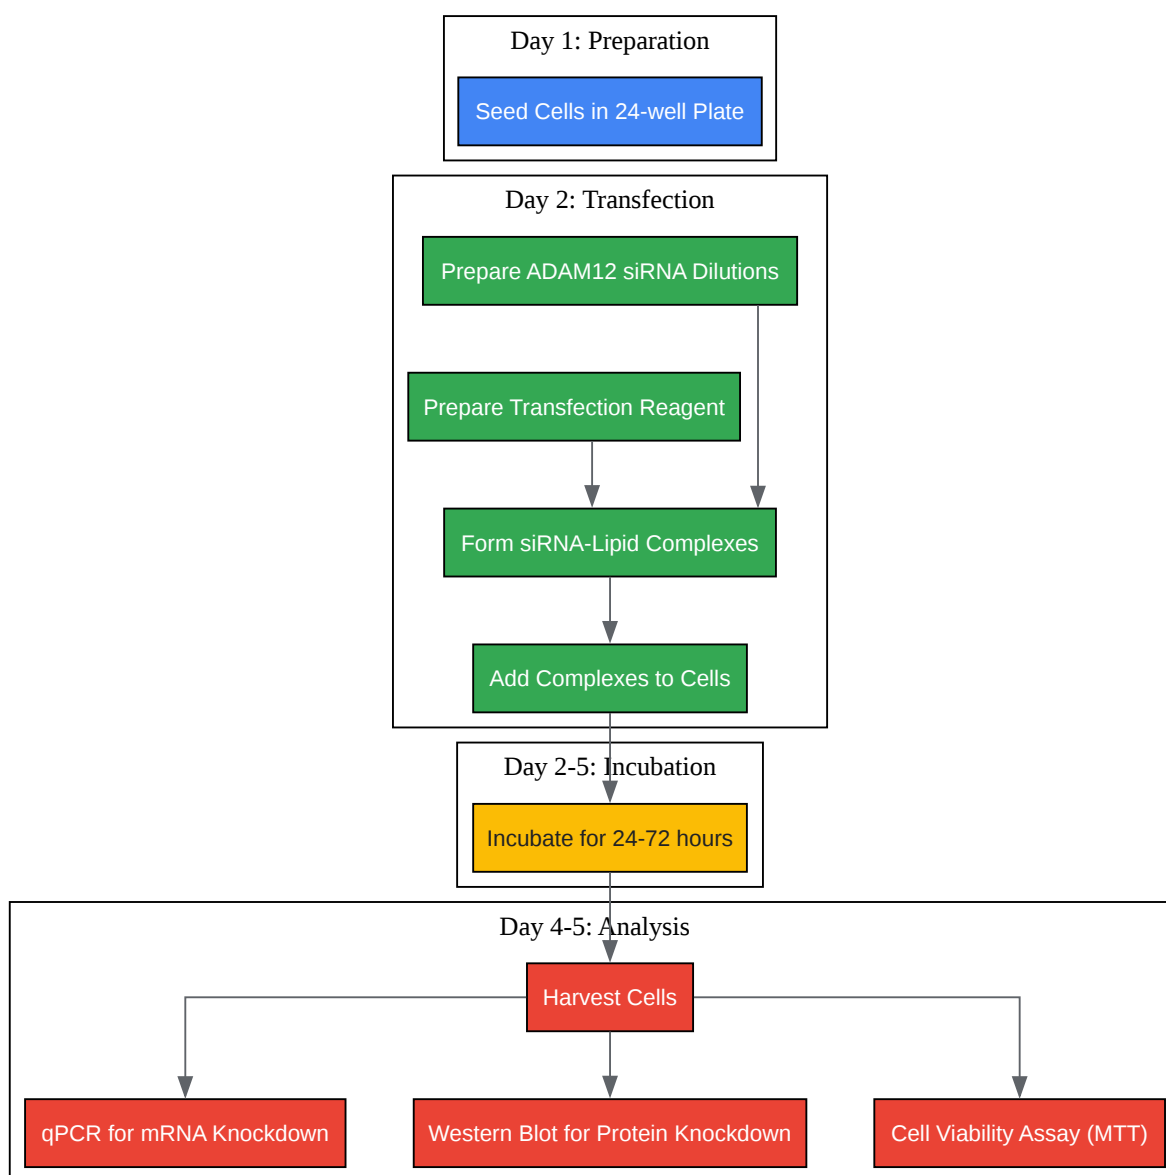 Day 1: Preparation
Seed Cells in 24-well Plate
Day 2: Transfection
Prepare ADAM12 siRNA Dilutions
Prepare Transfection Reagent
Form siRNA-Lipid Complexes
Add Complexes to Cells
Day 2-5: Incubation
Incubate for 24-72 hours
Day 4-5: Analysis
Harvest Cells
qPCR for mRNA Knockdown
Western Blot for Protein Knockdown
Cell Viability Assay (MTT)